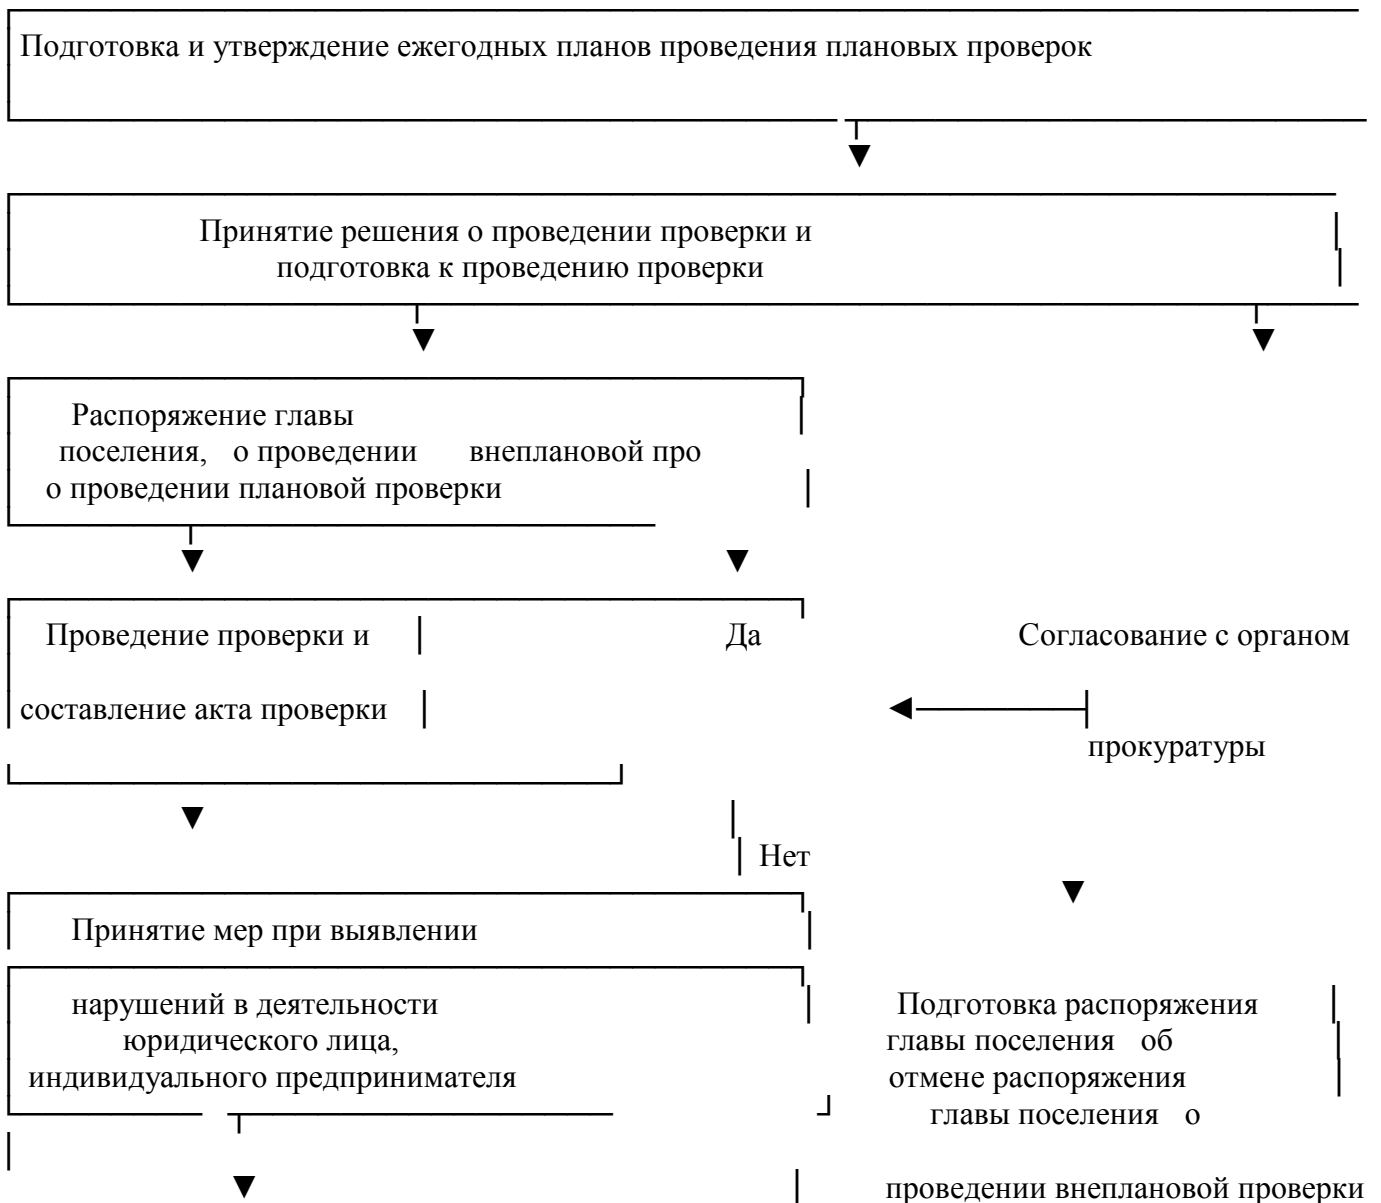 Подготовка и утверждение ежегодных планов проведения плановых проверок
Принятие решения о проведении проверки и
подготовка к проведению проверки
Распоряжение главы
поселения, о проведении внеплановой про
о проведении плановой проверки
Проведение проверки и Да Согласование с органом
составление акта проверки
прокуратуры
Нет
Принятие мер при выявлении
нарушений в деятельности Подготовка распоряжения
юридического лица, главы поселения об
индивидуального предпринимателя отмене распоряжения
главы поселения о
проведении внеплановой проверки